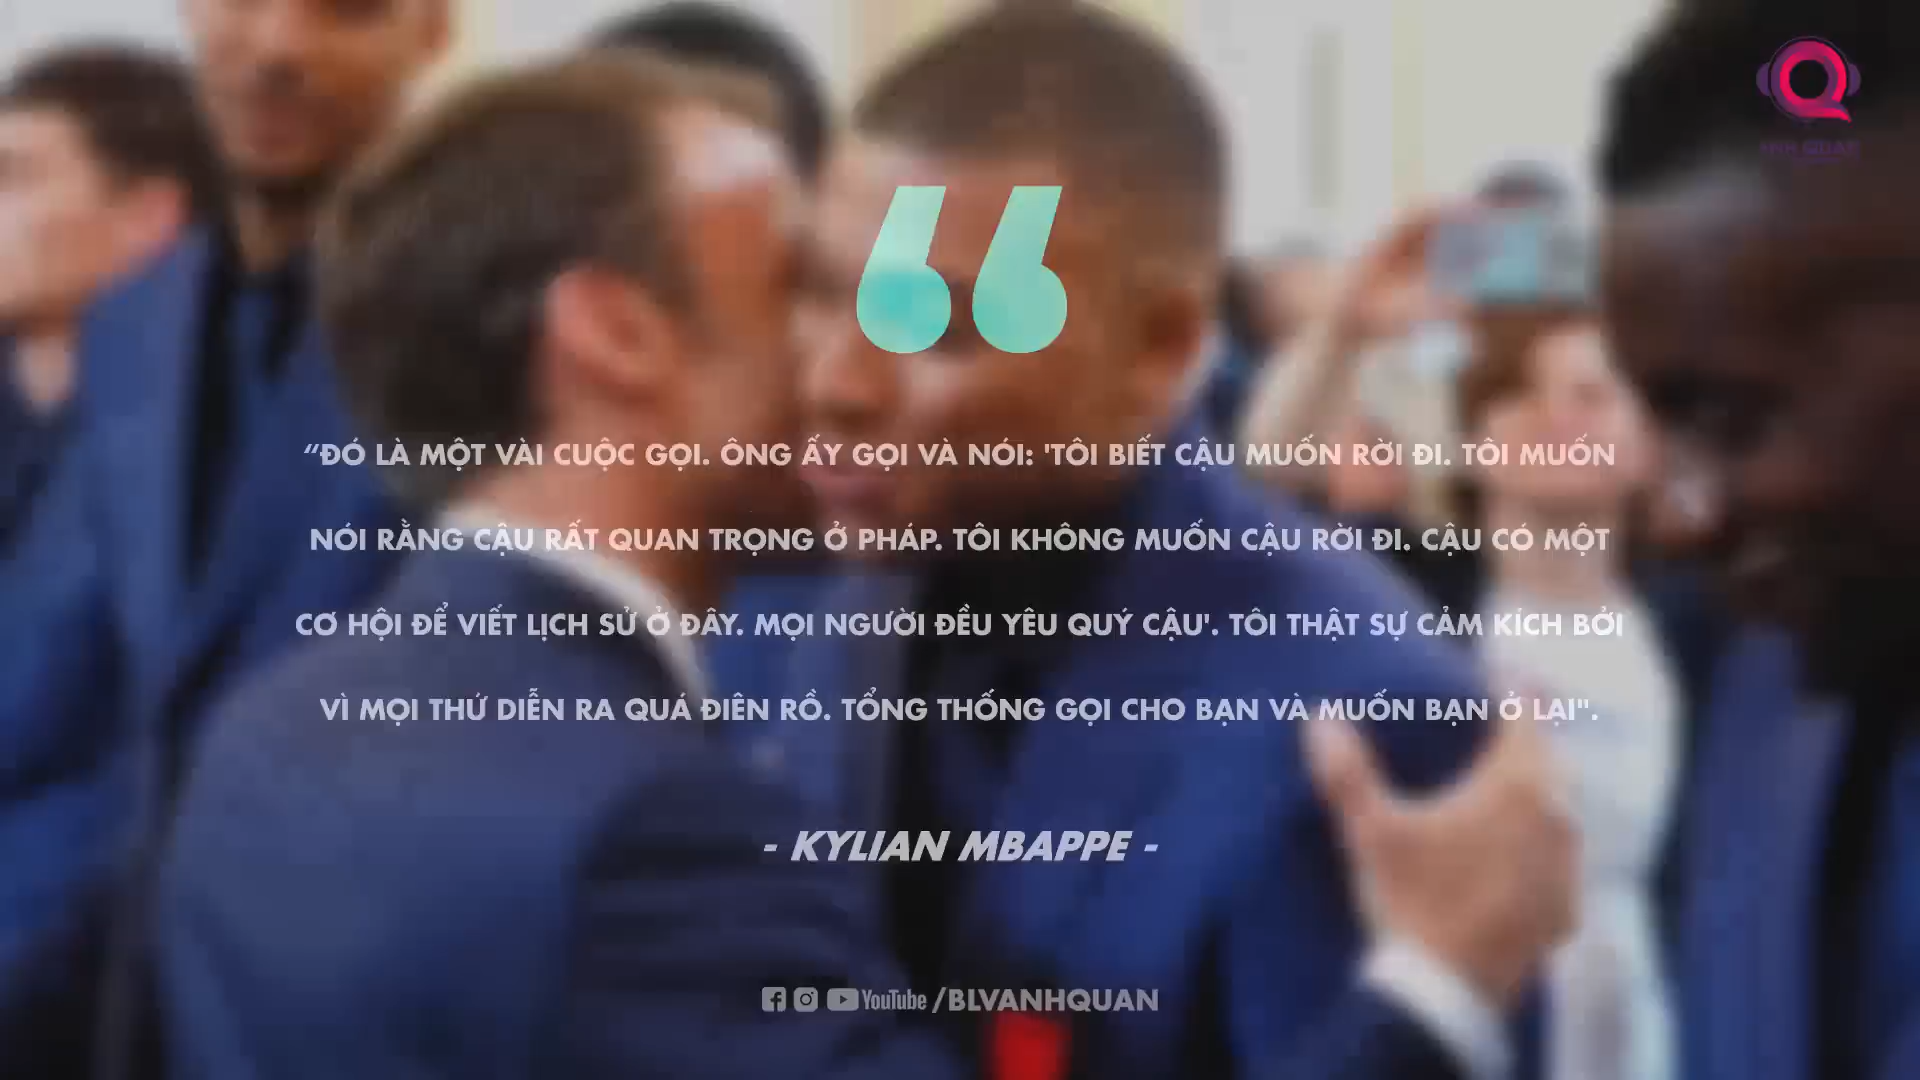 “ĐÓ LÀ MỘT VÀI CUỘC GỌI. ÔNG ẤY GỌI VÀ NÓI: 'TÔI BIẾT CẬU MUỐN RỜI ĐI. TÔI MUỐN
NÓI RẰNG CẬU RẤT QUAN TRỌNG Ở PHÁP. TÔI KHÔNG MUỐN CẬU RỜI ĐI. CẬU CÓ MỘT
CƠ HỘI ĐỂ VIẾT LỊCH SỬ Ở ĐÂY. MỌI NGƯỜI ĐỀU YÊU QUÝ CẬU'. TÔI THẬT SỰ CẢM KÍCH BỞI
VÌ MỌI THỨ DIỄN RA QUÁ ĐIÊN RỒ. TỔNG THỐNG GỌI CHO BẠN VÀ MUỐN BẠN Ở LẠI".
- KYLIAN MBAPPE -
YouTube /BLVANHQUAN